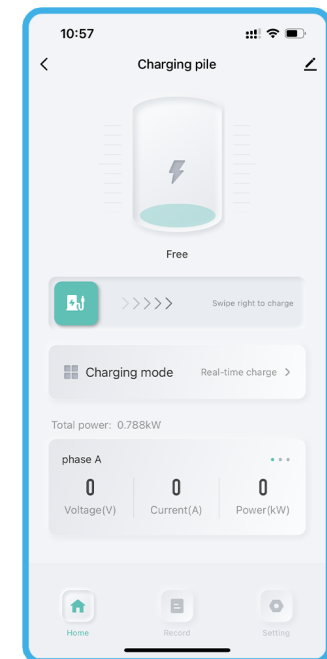 10:57
Charging pile
Free
>>>>> Swipe right to charge
Charging mode Real-time charge >
Total power: 0.788kW
phase A
0 0 0
Voltage(V) Current(A) Power(kW)
Home Record Setting